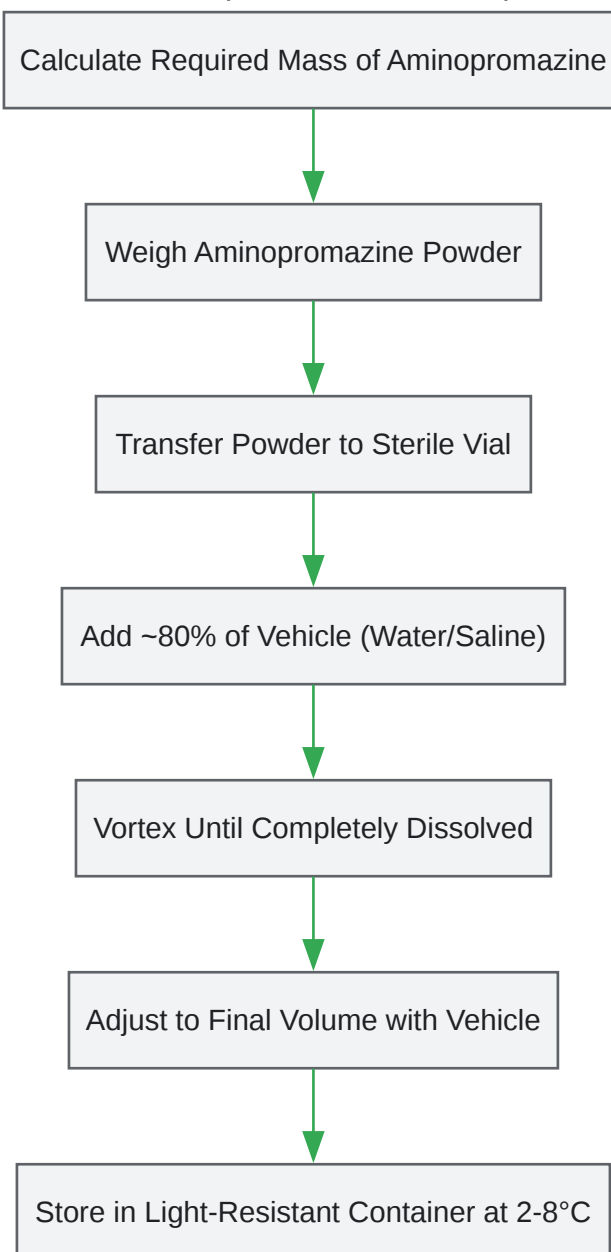 Calculate Required Mass of Aminopromazine
Weigh Aminopromazine Powder
Transfer Powder to Sterile Vial
Add ~80% of Vehicle (Water/Saline)
Vortex Until Completely Dissolved
Adjust to Final Volume with Vehicle
Store in Light-Resistant Container at 2-8°C